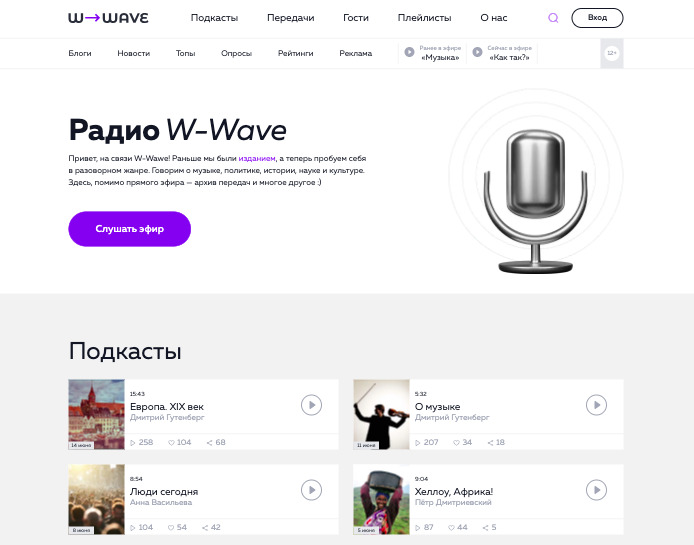 W→WAVE
Подкасты Передачи Гости Плейлисты О нас Вход
Блоги Новости Топы Опросы Рейтинги Реклама
Ранее в эфире
«Музыка»
Сейчас в эфире
«Как так?»
12+
Радио W-Wave
Привет, на связи W-Wave! Раньше мы были изданием, а теперь пробуем себя
в разоворном жанре. Говорим о музыке, политике, истории, науке и культуре.
Здесь, помимо прямого эфира — архив передач и многое другое :)
Слушать эфир
Подкасты
15:43
Европа. XIX век
Дмитрий Гутенберг
14 июня
258 104 68
5:32
О музыке
Дмитрий Гутенберг
11 июня
207 34 18
8:54
Люди сегодня
Анна Васильева
8 июня
104 54 42
9:04
Хеллоу, Африка!
Пётр Дмитриевский
5 июня
87 44 5